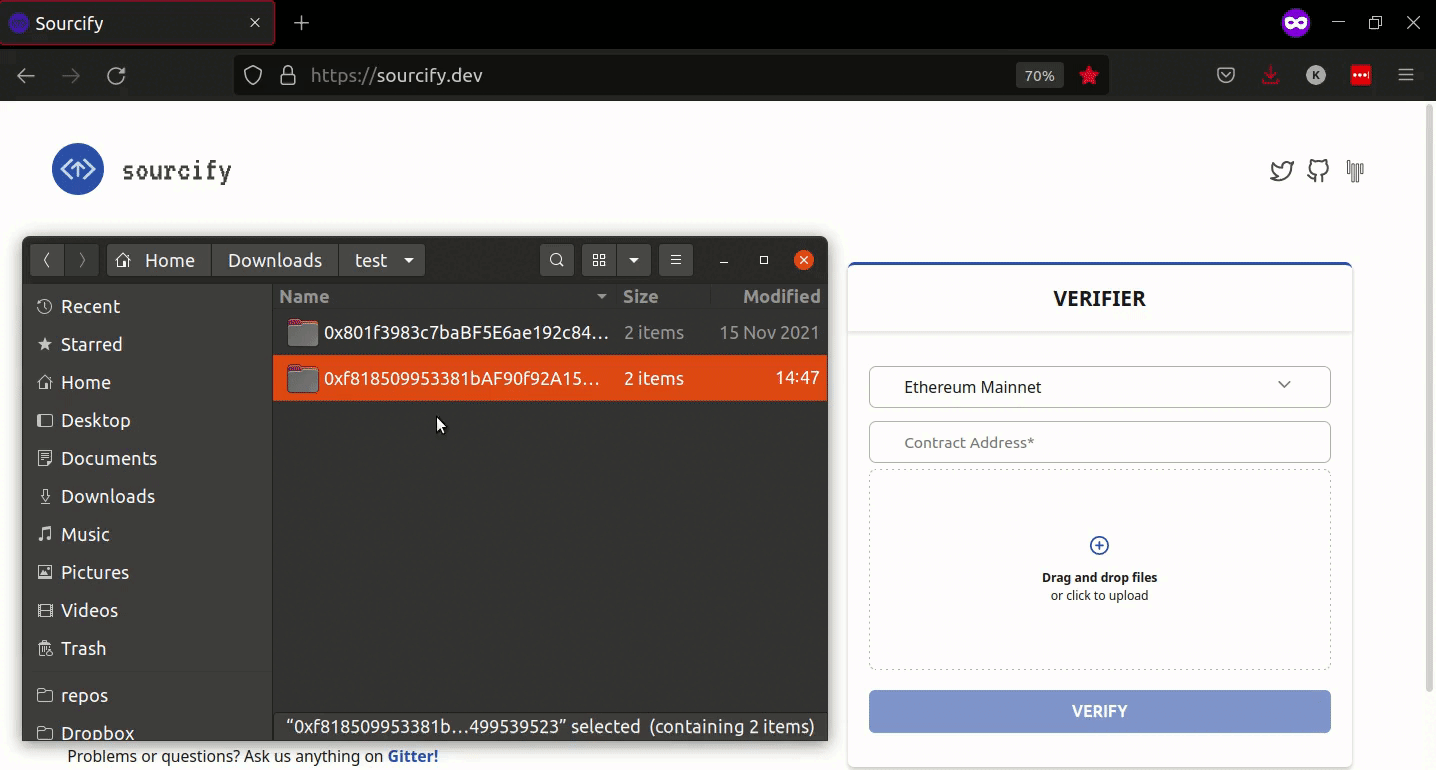 Sourcify
https://sourcify.dev
70%
K
sourcify
Home
Downloads
test
Recent
Starred
Home
Desktop
Documents
Downloads
Music
Pictures
Videos
Trash
repos
Dropbox
Name Size Modified
0x801f3983c7baBF5E6ae192c84... 2 items 15 Nov 2021
0xf818509953381bAF90f92A15... 2 items 14:47
“0xf818509953381b...499539523” selected (containing 2 items)
Problems or questions? Ask us anything on Gitter!
VERIFIER
Ethereum Mainnet
Contract Address*
Drag and drop files
or click to upload
VERIFY